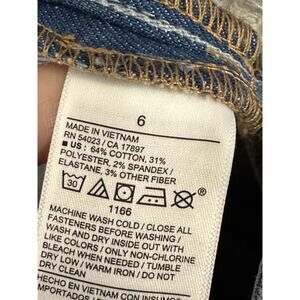 6
MADE IN VIETNAM
RN 54023 / CA 17897
■ US: 64% COTTON, 31%
POLYESTER, 2% SPANDEX /
ELASTANE, 3% OTHER FIBER
30
1166
MACHINE WASH COLD / CLOSE ALL
FASTENERS BEFORE WASHING /
WASH AND DRY INSIDE OUT WITH
LIKE COLORS / ONLY NON-CHLORINE
BLEACH WHEN NEEDED / TUMBLE
DRY LOW / WARM IRON / DO NOT
DRY CLEAN
HECHO EN VIETNAM CON INSUMOS
IMPORTADOS